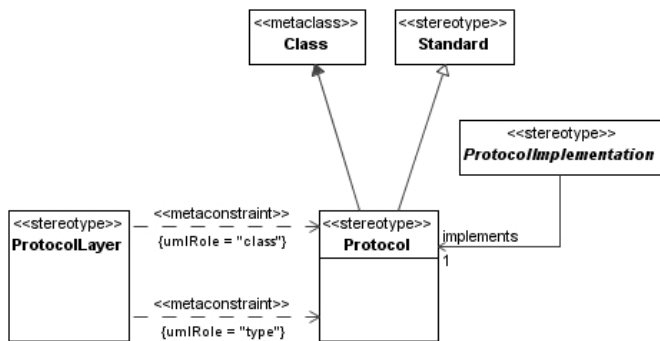 <<metaclass>>
Class
<<stereotype>>
Standard
<<stereotype>>
ProtocolImplementation
<<stereotype>>
ProtocolLayer
<<metaconstraint>>
{umlRole = "class"}
<<stereotype>>
Protocol
implements
1
<<metaconstraint>>
{umlRole = "type"}